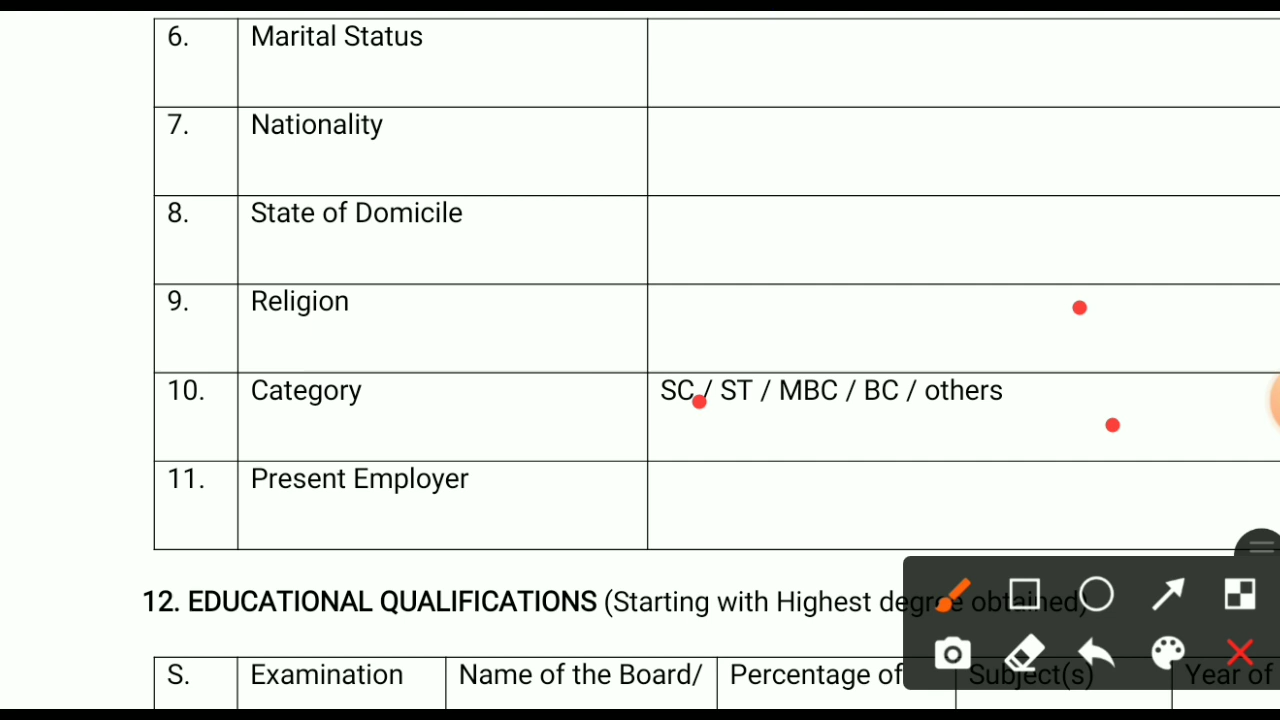 6. Marital Status
7. Nationality
8. State of Domicile
9. Religion
10. Category SC / ST / MBC / BC / others
11. Present Employer
12. EDUCATIONAL QUALIFICATIONS (Starting with Highest degree obtained)
S. Examination Name of the Board/ Percentage of Subject(s) Year of